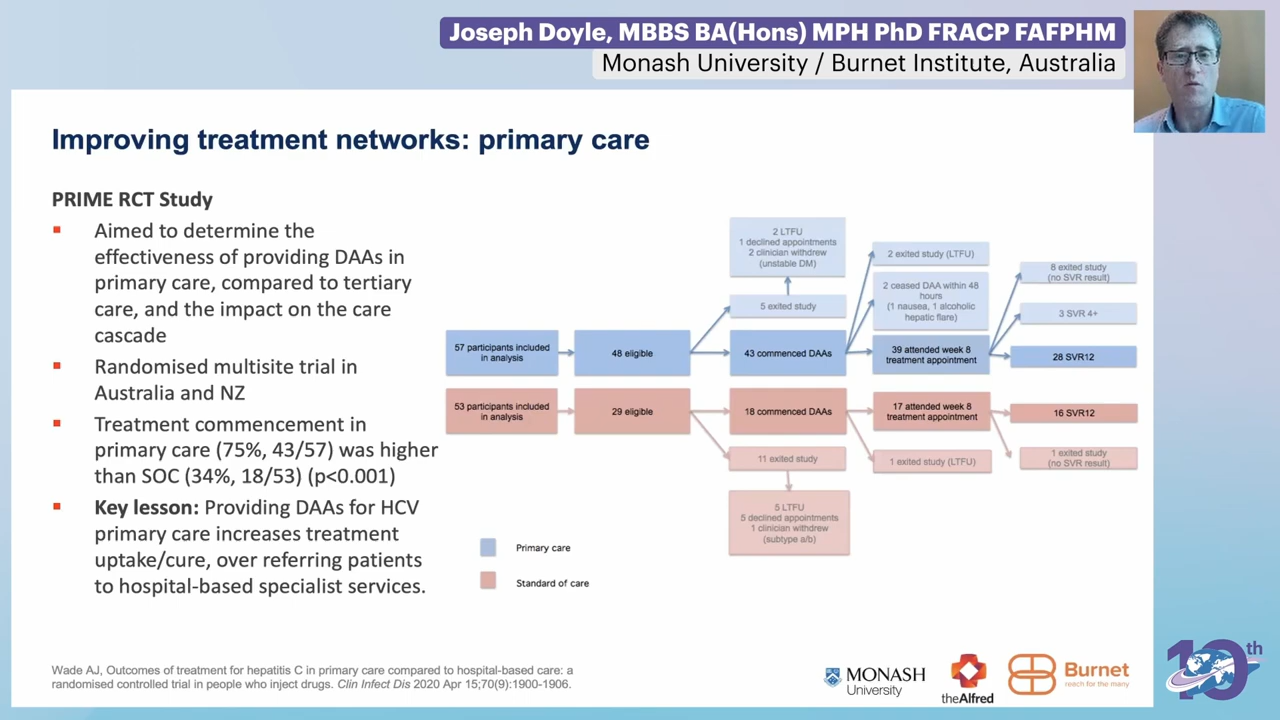 Joseph Doyle, MBBS BA(Hons) MPH PhD FRACP FAFPHM
Monash University / Burnet Institute, Australia
Improving treatment networks: primary care
PRIME RCT Study
Aimed to determine the
effectiveness of providing DAAs in
primary care, compared to tertiary
care, and the impact on the care
cascade
Randomised multisite trial in
Australia and NZ
Treatment commencement in
primary care (75%, 43/57) was higher
than SOC (34%, 18/53) (p<0.001)
Key lesson: Providing DAAs for HCV
primary care increases treatment
uptake/cure, over referring patients
to hospital-based specialist services.
2 LTFU
1 declined appointments
2 clinician withdrew
(unstable DM)
5 exited study
2 exited study (LTFU)
2 ceased DAA within 48
hours
(1 nausea, 1 alcoholic
hepatic flare)
8 exited study
(no SVR result)
3 SVR 4+
57 participants included
in analysis
48 eligible
43 commenced DAAs
39 attended week 8
treatment appointment
28 SVR12
53 participants included
in analysis
29 eligible
18 commenced DAAs
17 attended week 8
treatment appointment
16 SVR12
11 exited study
1 exited study (LTFU)
1 exited study
(no SVR result)
5 LTFU
5 declined appointments
1 clinician withdrew
(subtype a/b)
Primary care
Standard of care
Wade AJ, Outcomes of treatment for hepatitis C in primary care compared to hospital-based care: a
randomised controlled trial in people who inject drugs. Clin Infect Dis 2020 Apr 15;70(9):1900-1906.
MONASH
University
theAlfred
Burnet
reach for the many
10th